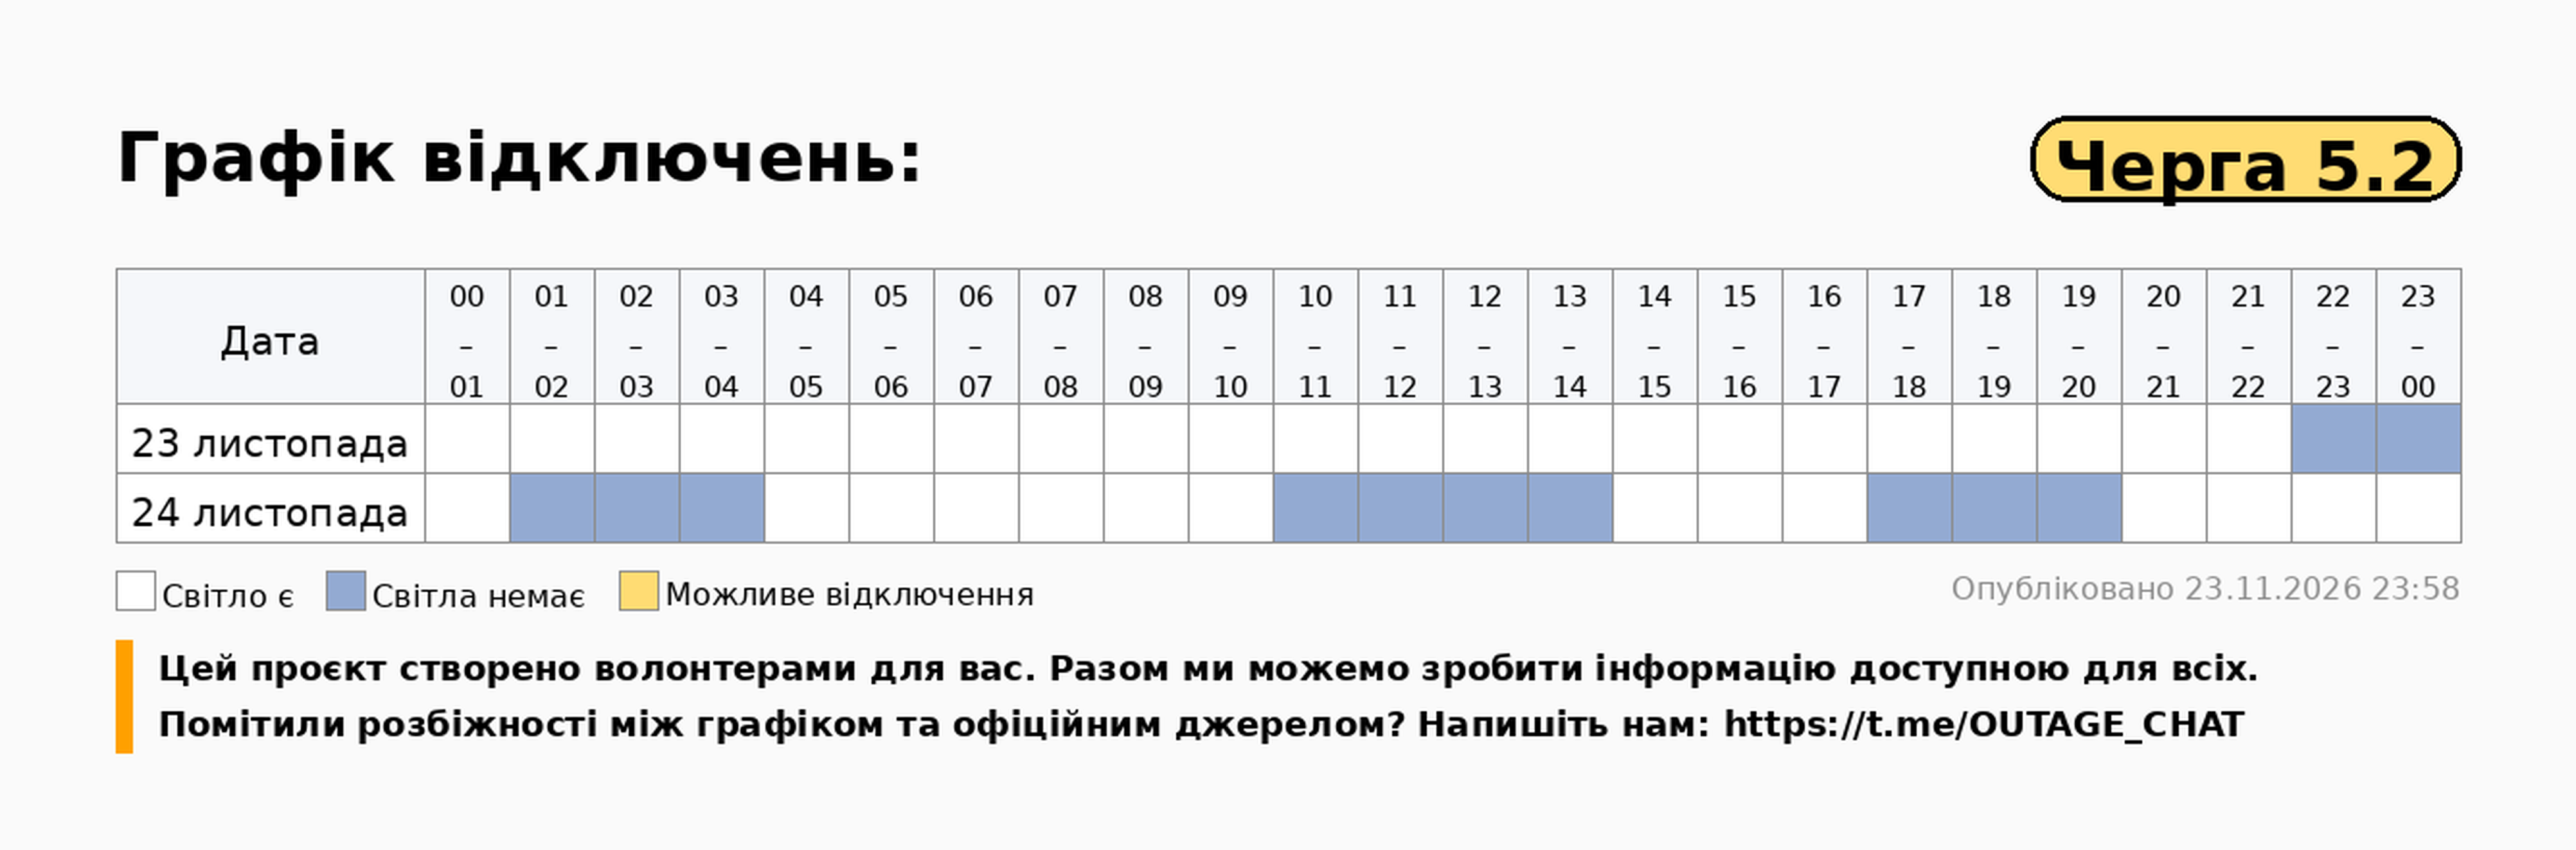 Графік відключень:
Черга 5.2
Дата 00 – 01 01 – 02 02 – 03 03 – 04 04 – 05 05 – 06 06 – 07 07 – 08 08 – 09 09 – 10 10 – 11 11 – 12 12 – 13 13 – 14 14 – 15 15 – 16 16 – 17 17 – 18 18 – 19 19 – 20 20 – 21 21 – 22 22 – 23 23 – 00
23 листопада
24 листопада
Світло є Світла немає Можливе відключення
Опубліковано 23.11.2026 23:58
Цей проєкт створено волонтерами для вас. Разом ми можемо зробити інформацію доступною для всіх.
Помітили розбіжності між графіком та офіційним джерелом? Напишіть нам: https://t.me/OUTAGE_CHAT